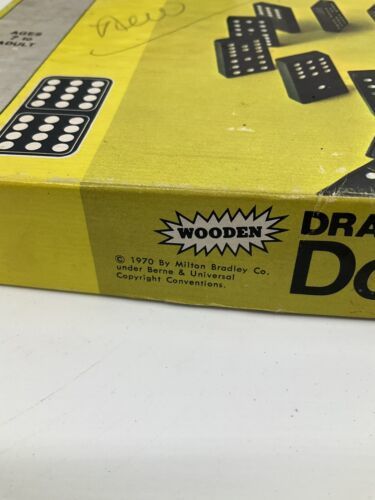 AGES
7 to
ADULT
New
WOODEN
DRA
Do
© 1970 By Milton Bradley Co.
under Berne & Universal
Copyright Conventions.